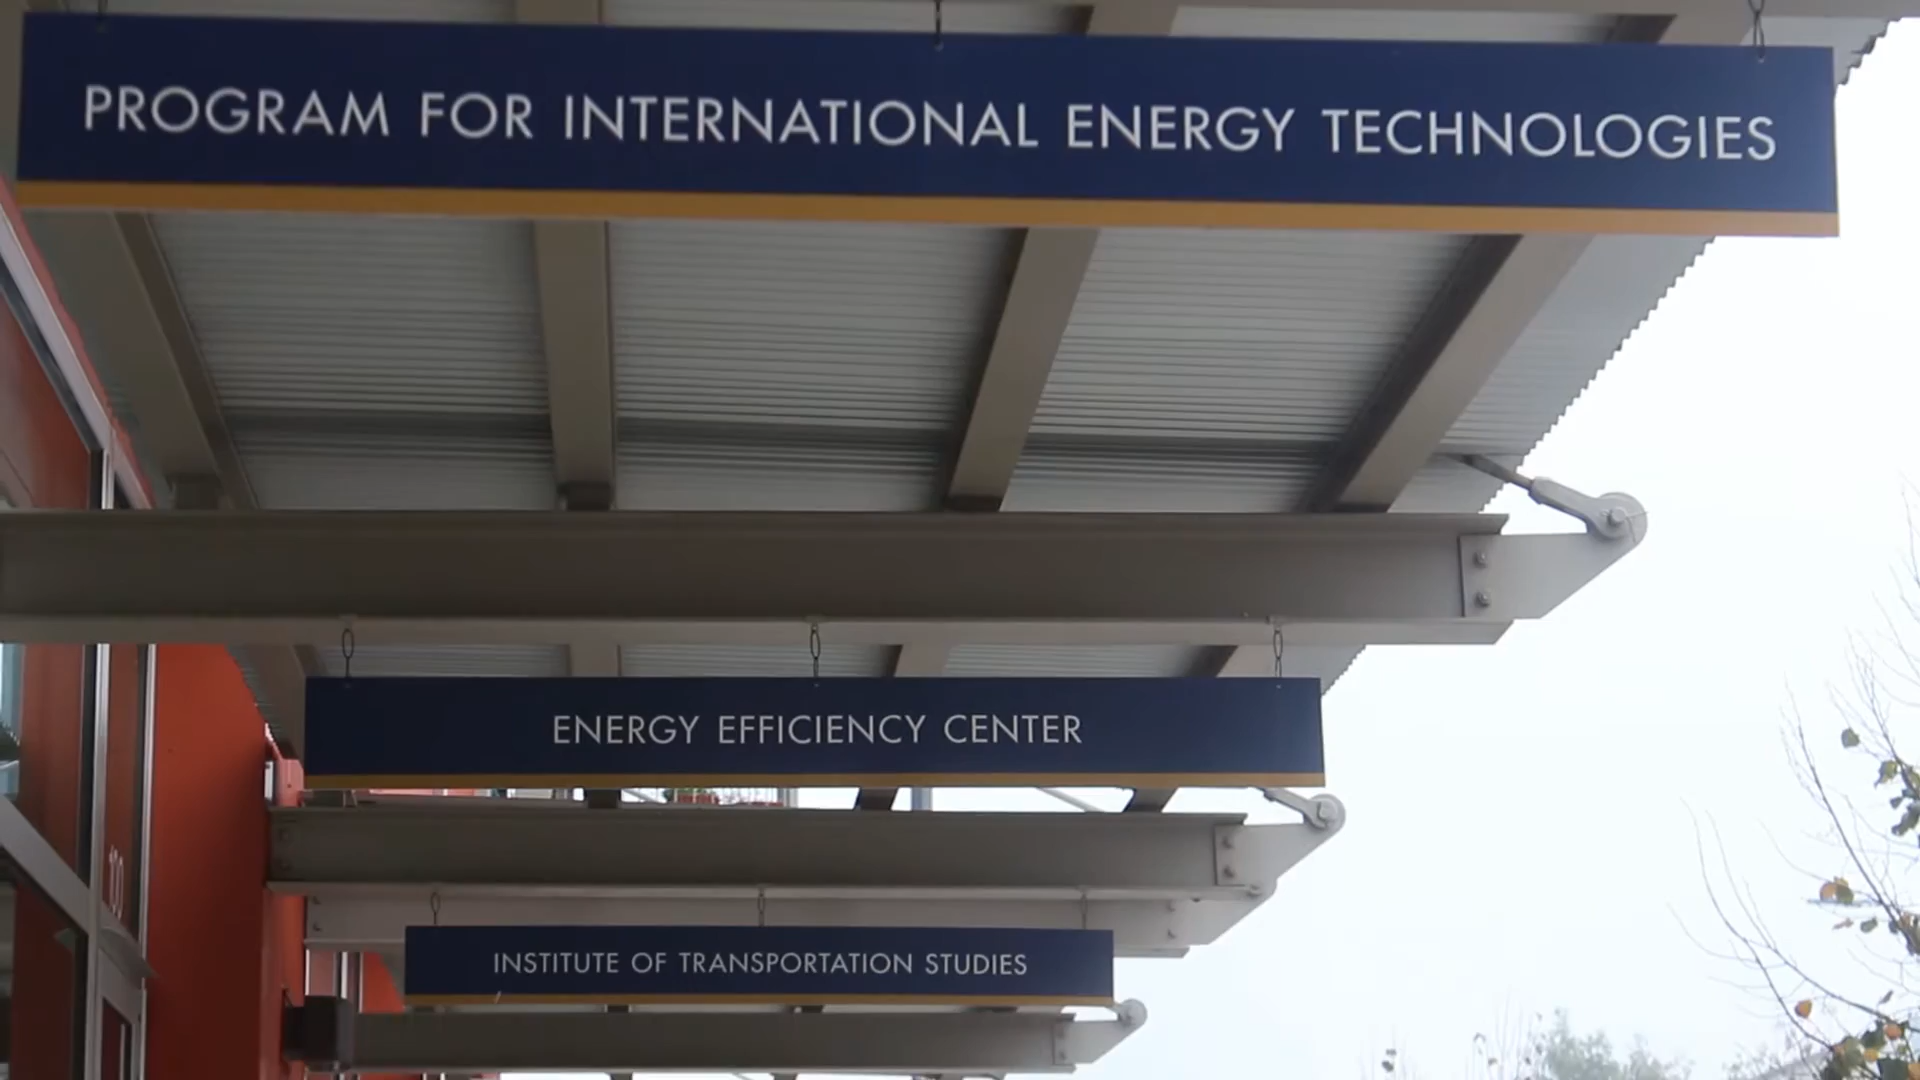 PROGRAM FOR INTERNATIONAL ENERGY TECHNOLOGIES
ENERGY EFFICIENCY CENTER
INSTITUTE OF TRANSPORTATION STUDIES